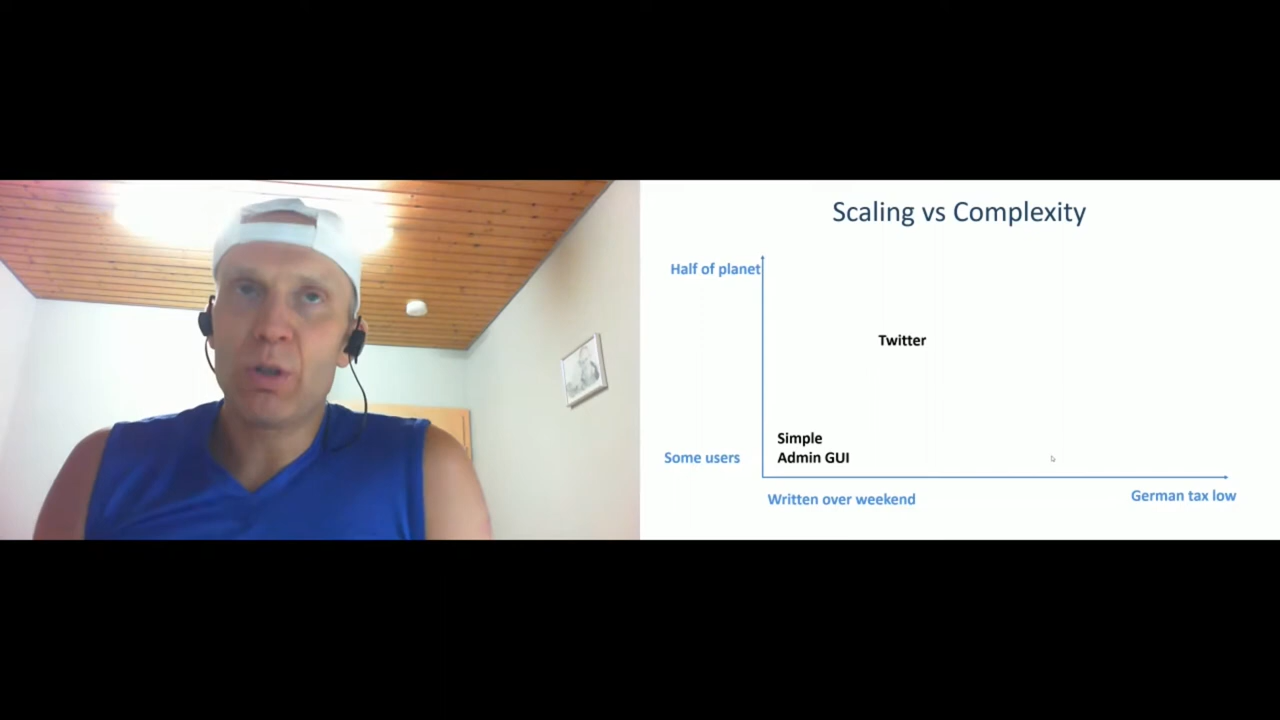 Scaling vs Complexity
Half of planet
Twitter
Simple
Admin GUI
Some users
Written over weekend
German tax low